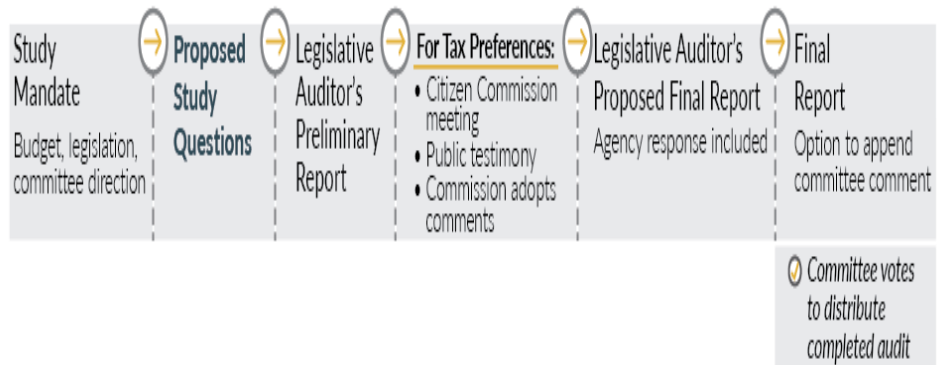 Study
Mandate
Budget, legislation,
committee direction
Proposed
Study
Questions
Legislative
Auditor's
Preliminary
Report
For Tax Preferences:
• Citizen Commission
meeting
• Public testimony
• Commission adopts
comments
Legislative Auditor's
Proposed Final Report
Agency response included
Final
Report
Option to append
committee comment
Committee votes
to distribute
completed audit